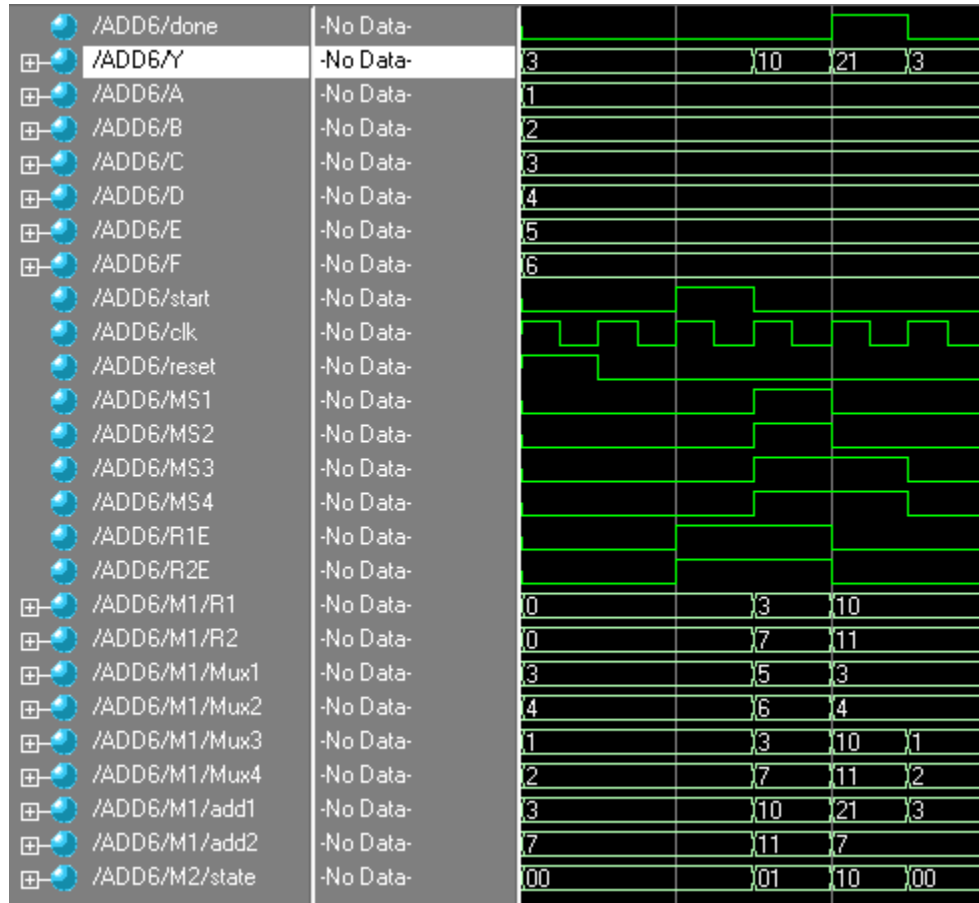 /ADD6/done -No Data-
/ADD6/Y -No Data- 3 10 21 3
/ADD6/A -No Data- 1
/ADD6/B -No Data- 2
/ADD6/C -No Data- 3
/ADD6/D -No Data- 4
/ADD6/E -No Data- 5
/ADD6/F -No Data- 6
/ADD6/start -No Data-
/ADD6/clk -No Data-
/ADD6/reset -No Data-
/ADD6/MS1 -No Data-
/ADD6/MS2 -No Data-
/ADD6/MS3 -No Data-
/ADD6/MS4 -No Data-
/ADD6/R1E -No Data-
/ADD6/R2E -No Data-
/ADD6/M1/R1 -No Data- 0 3 10
/ADD6/M1/R2 -No Data- 0 7 11
/ADD6/M1/Mux1 -No Data- 3 5 3
/ADD6/M1/Mux2 -No Data- 4 6 4
/ADD6/M1/Mux3 -No Data- 1 3 10 1
/ADD6/M1/Mux4 -No Data- 2 7 11 2
/ADD6/M1/add1 -No Data- 3 10 21 3
/ADD6/M1/add2 -No Data- 7 11 7
/ADD6/M2/state -No Data- 00 01 10 00